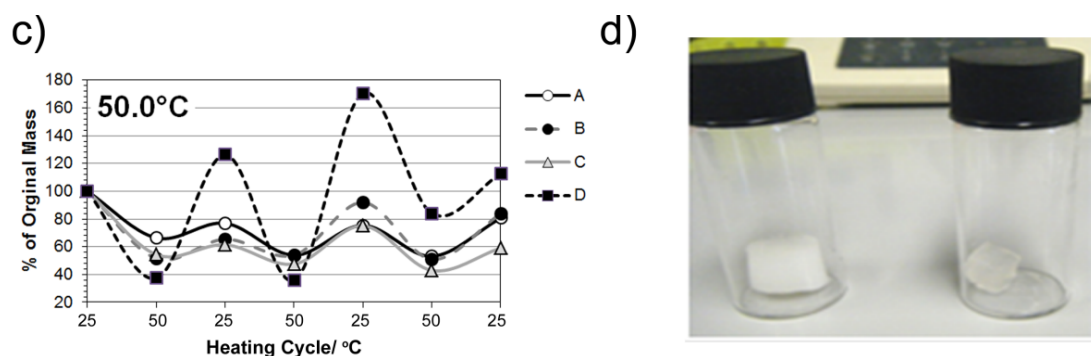 c)
d)
50.0°C
% of Orginal Mass
180
160
140
120
100
80
60
40
20
25 50 25 50 25 50 25
Heating Cycle/ °C
A
B
C
D